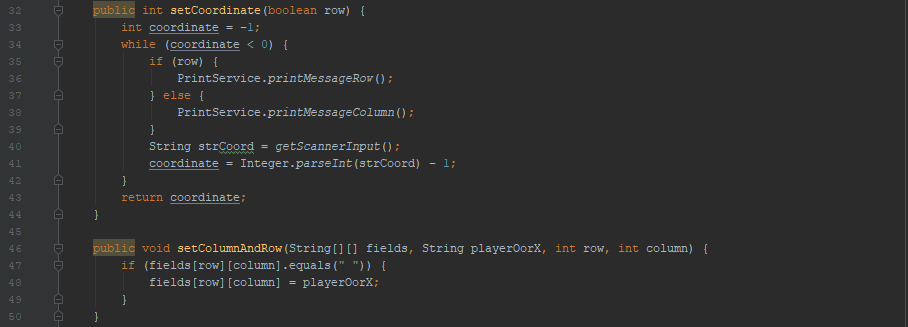 32 public int setCoordinate(boolean row) {
33 int coordinate = -1;
34 while (coordinate < 0) {
35 if (row) {
36 PrintService.printMessageRow();
37 } else {
38 PrintService.printMessageColumn();
39 }
40 String strCoord = getScannerInput();
41 coordinate = Integer.parseInt(strCoord) - 1;
42 }
43 return coordinate;
44 }
45
46 public void setColumnAndRow(String[][] fields, String playerOorX, int row, int column) {
47 if (fields[row][column].equals(" ")) {
48 fields[row][column] = playerOorX;
49 }
50 }